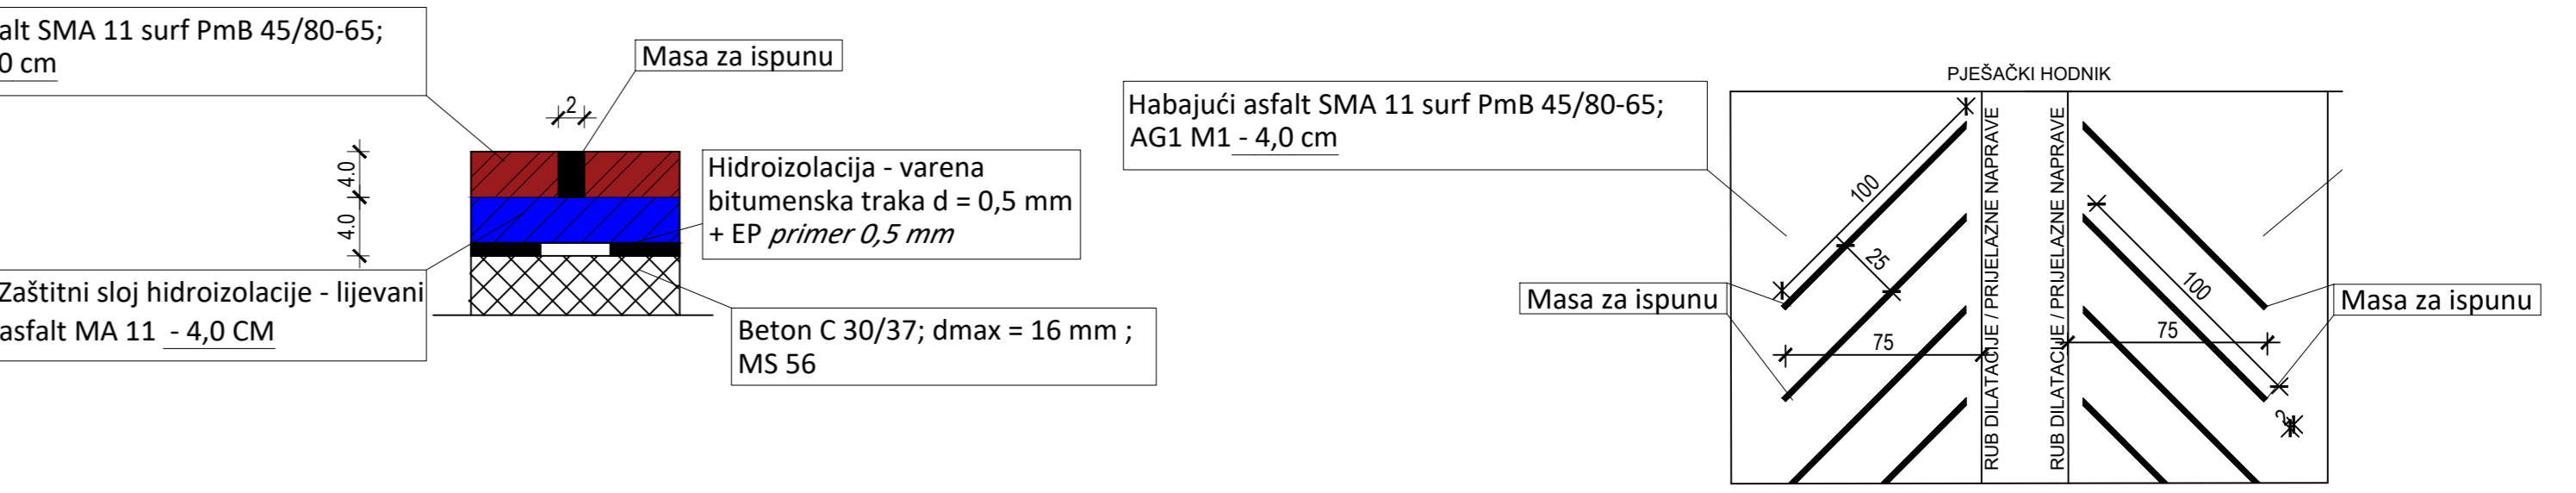 alt SMA 11 surf PmB 45/80-65;
0 cm
Masa za ispunu
2
4.0
4.0
Hidroizolacija - varena
bitumenska traka d = 0,5 mm
+ EP primer 0,5 mm
Zaštitni sloj hidroizolacije - lijevani
asfalt MA 11 - 4,0 CM
Beton C 30/37; dmax = 16 mm ;
MS 56
PJEŠAČKI HODNIK
Habajući asfalt SMA 11 surf PmB 45/80-65;
AG1 M1 - 4,0 cm
100
25
75
Masa za ispunu
RUB DILATACIJE / PRIJELAZNE NAPRAVE
RUB DILATACIJE / PRIJELAZNE NAPRAVE
100
75
Masa za ispunu
2